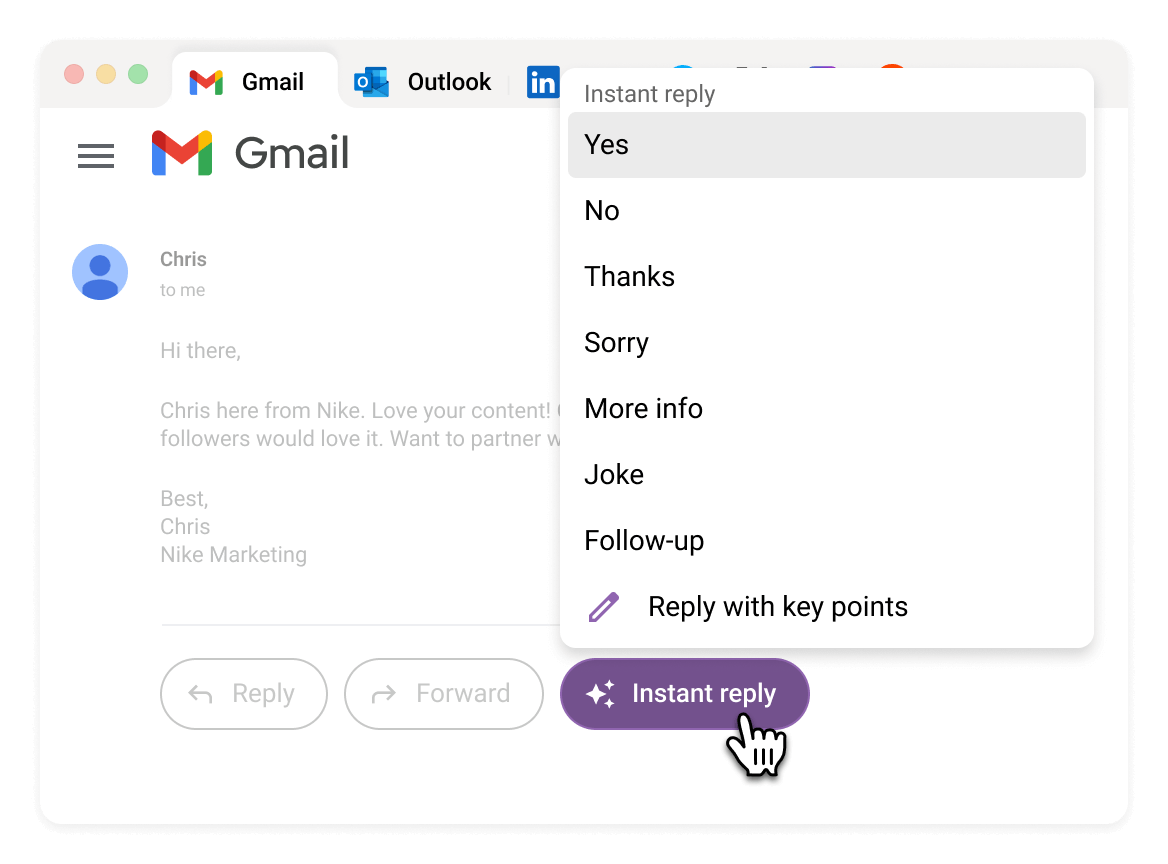 Gmail
Outlook
in
Gmail
Chris
to me
Hi there,
Chris here from Nike. Love your content!
followers would love it. Want to partner
Best,
Chris
Nike Marketing
Reply
Forward
Instant reply
Instant reply
Yes
No
Thanks
Sorry
More info
Joke
Follow-up
Reply with key points